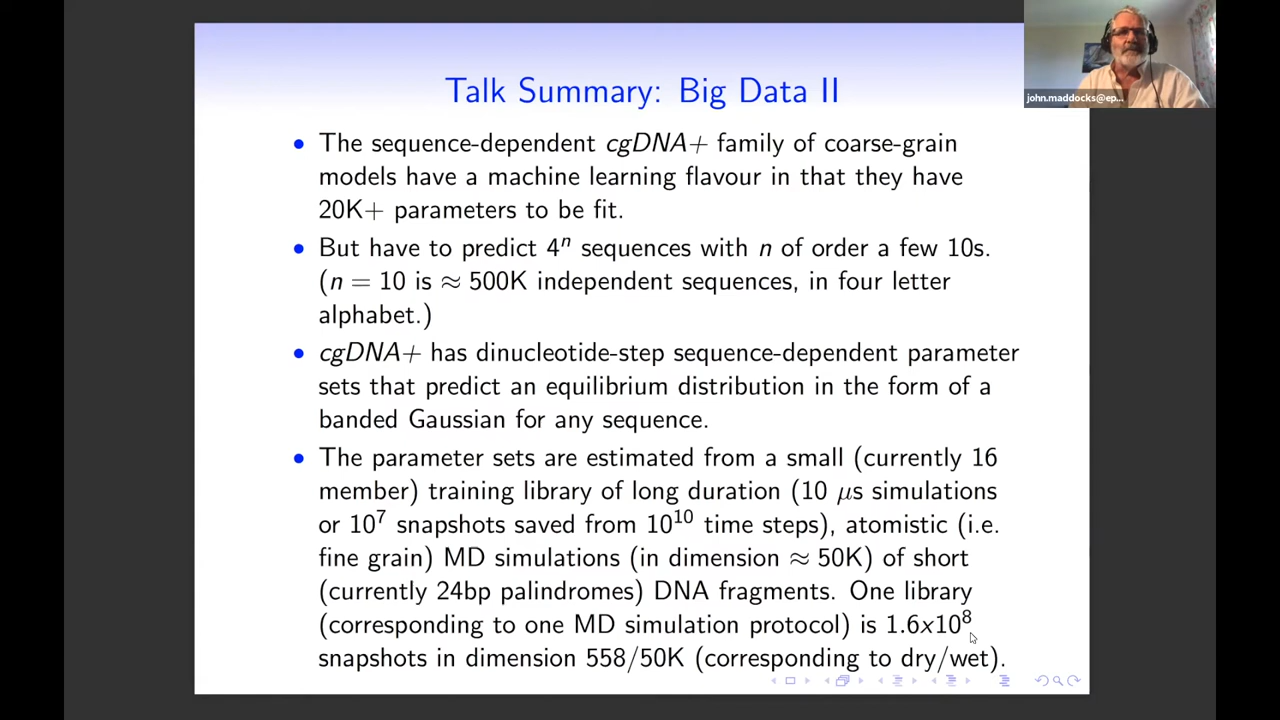 Talk Summary: Big Data II
john.maddocks@ep...
• The sequence-dependent cgDNA+ family of coarse-grain
models have a machine learning flavour in that they have
20K+ parameters to be fit.
• But have to predict 4ⁿ sequences with n of order a few 10s.
(n = 10 is ≈ 500K independent sequences, in four letter
alphabet.)
• cgDNA+ has dinucleotide-step sequence-dependent parameter
sets that predict an equilibrium distribution in the form of a
banded Gaussian for any sequence.
• The parameter sets are estimated from a small (currently 16
member) training library of long duration (10 μs simulations
or 10⁷ snapshots saved from 10¹⁰ time steps), atomistic (i.e.
fine grain) MD simulations (in dimension ≈ 50K) of short
(currently 24bp palindromes) DNA fragments. One library
(corresponding to one MD simulation protocol) is 1.6x10⁸
snapshots in dimension 558/50K (corresponding to dry/wet).